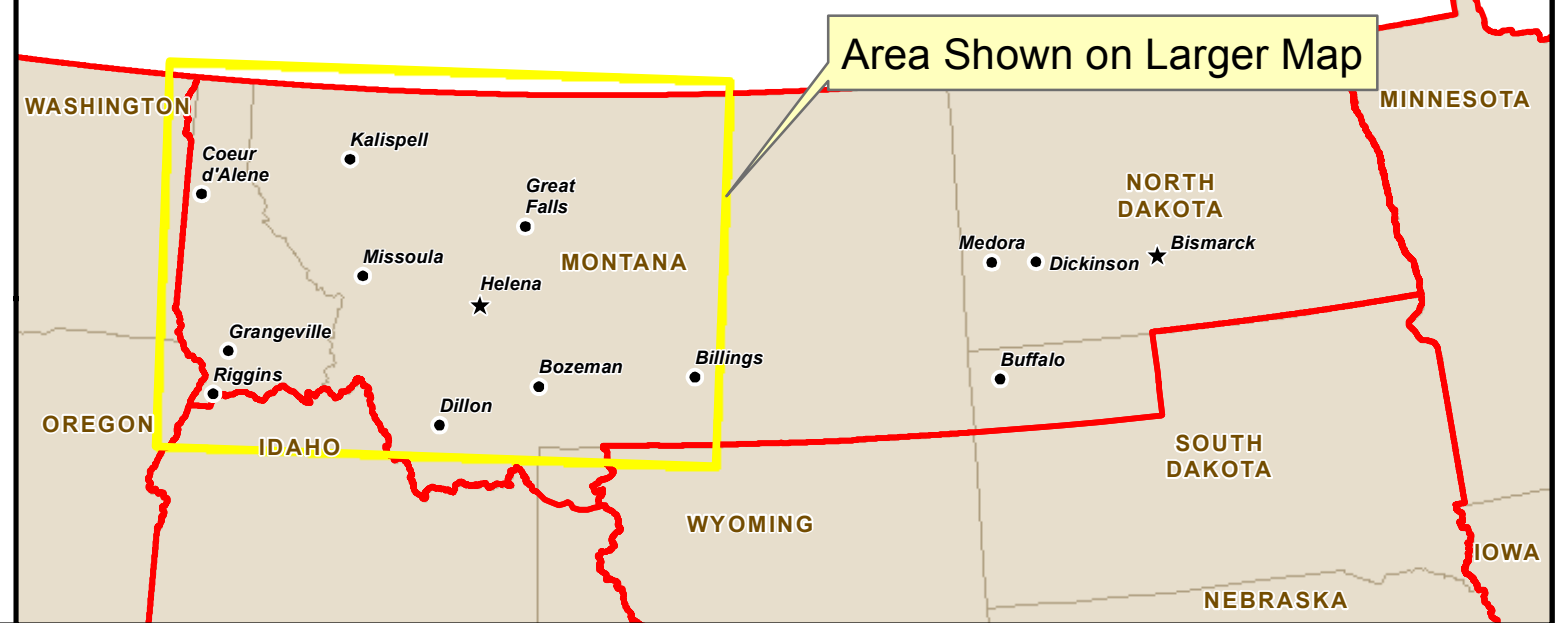 Area Shown on Larger Map
WASHINGTON
MINNESOTA
Kalispell
Coeur
d'Alene
Great
Falls
NORTH
DAKOTA
Missoula
MONTANA
Medora
Dickinson
Bismarck
Helena
Grangeville
Riggins
Bozeman
Billings
Buffalo
Dillon
OREGON
IDAHO
SOUTH
DAKOTA
WYOMING
IOWA
NEBRASKA